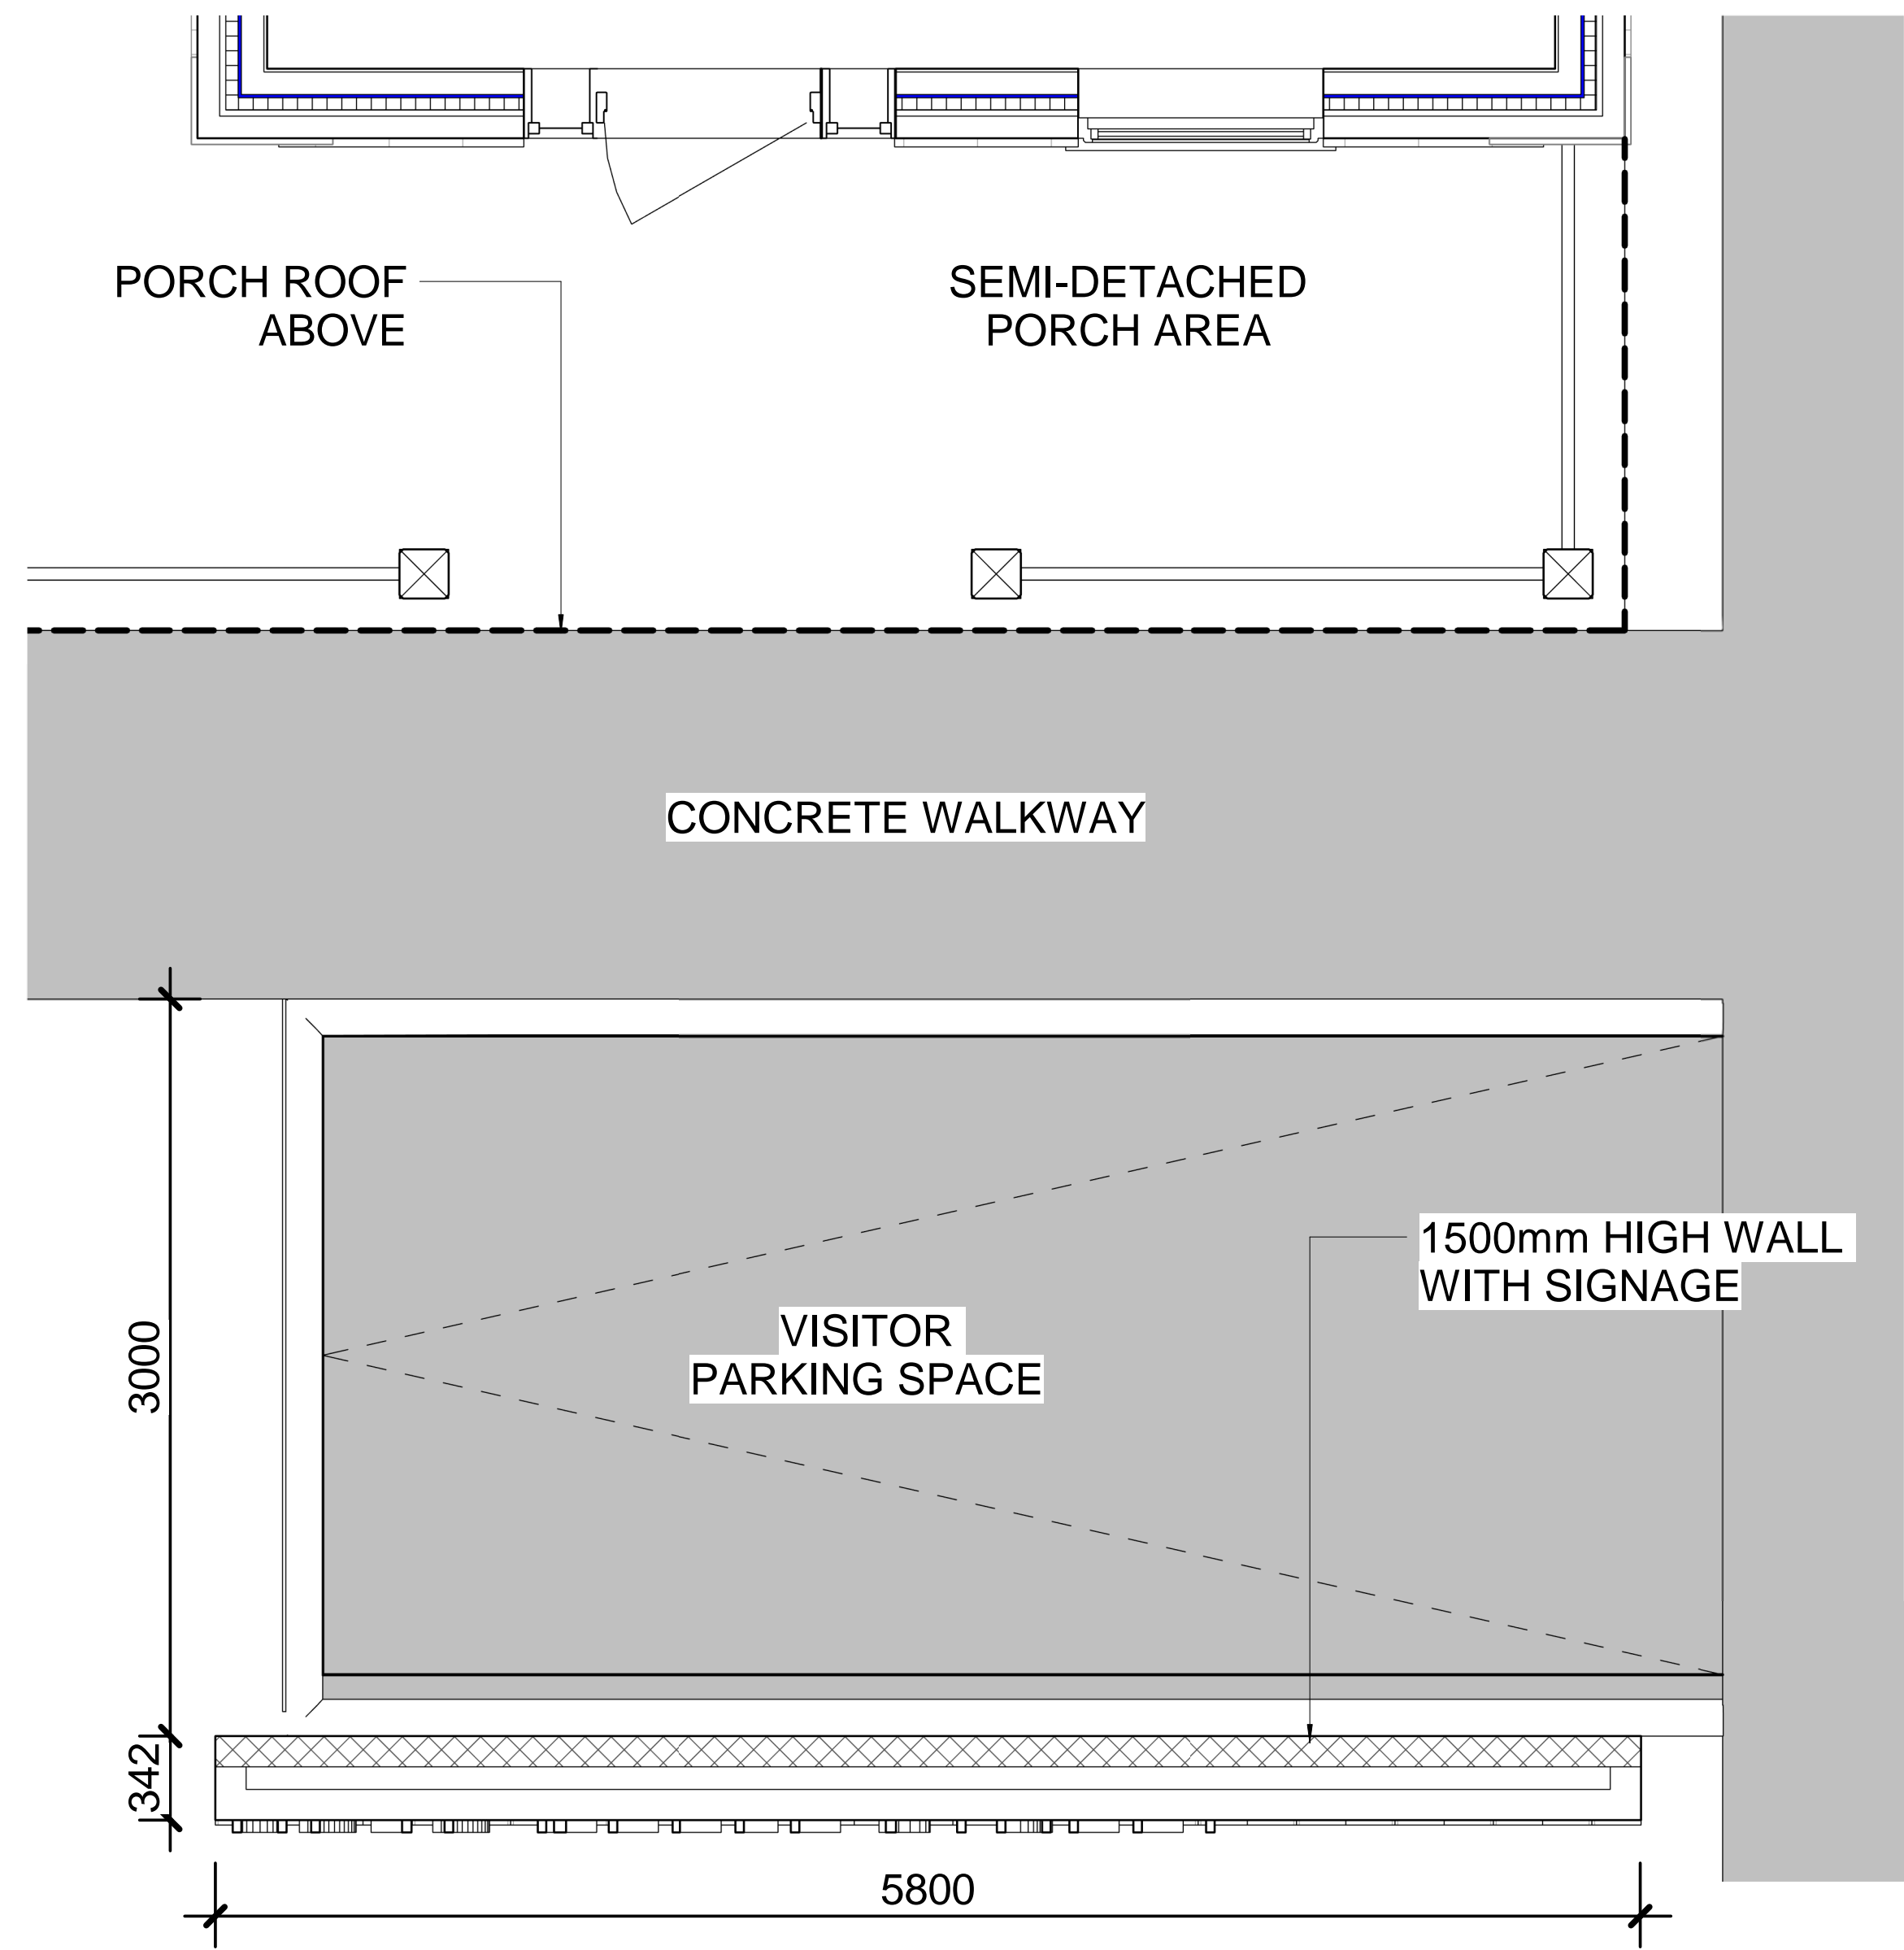 PORCH ROOF
ABOVE
SEMI-DETACHED
PORCH AREA
CONCRETE WALKWAY
1500mm HIGH WALL
WITH SIGNAGE
VISITOR
PARKING SPACE
3000
342
5800